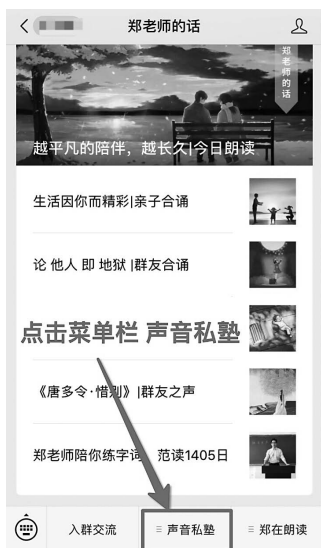 郑老师的话
郑老师的话
越平凡的陪伴，越长久|今日朗读
生活因你而精彩|亲子合诵
论 他人 即 地狱 |群友合诵
点击菜单栏 声音私塾
《唐多令·惜别》|群友之声
郑老师陪你练字词 范读1405日
入群交流
声音私塾
郑在朗读